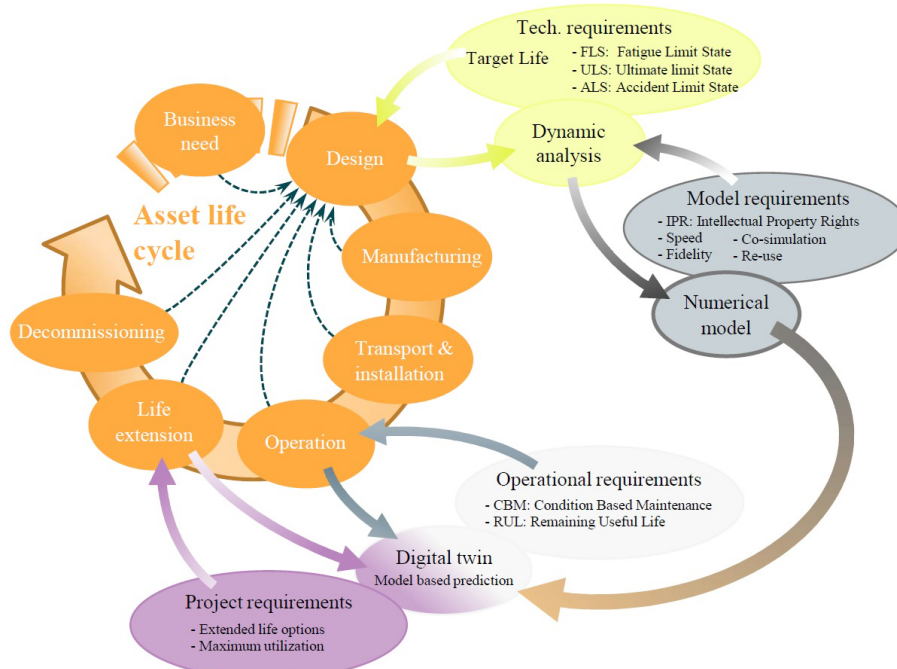 Tech. requirements
Target Life
- FLS: Fatigue Limit State
- ULS: Ultimate limit State
- ALS: Accident Limit State
Business
need
Design
Dynamic
analysis
Model requirements
- IPR: Intellectual Property Rights
- Speed - Co-simulation
- Fidelity - Re-use
Asset life
cycle
Manufacturing
Numerical
model
Decommissioning
Transport &
installation
Life
extension
Operation
Operational requirements
- CBM: Condition Based Maintenance
- RUL: Remaining Useful Life
Digital twin
Model based prediction
Project requirements
- Extended life options
- Maximum utilization